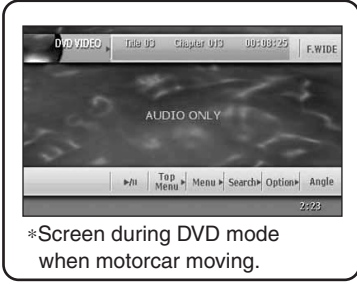 DVD VIDEO Title 03 Chapter 013 00:08:25 F.WIDE
AUDIO ONLY
▶/II Top Menu▶ Menu▶ Search▶ Option▶ Angle
2:23
*Screen during DVD mode
when motorcar moving.